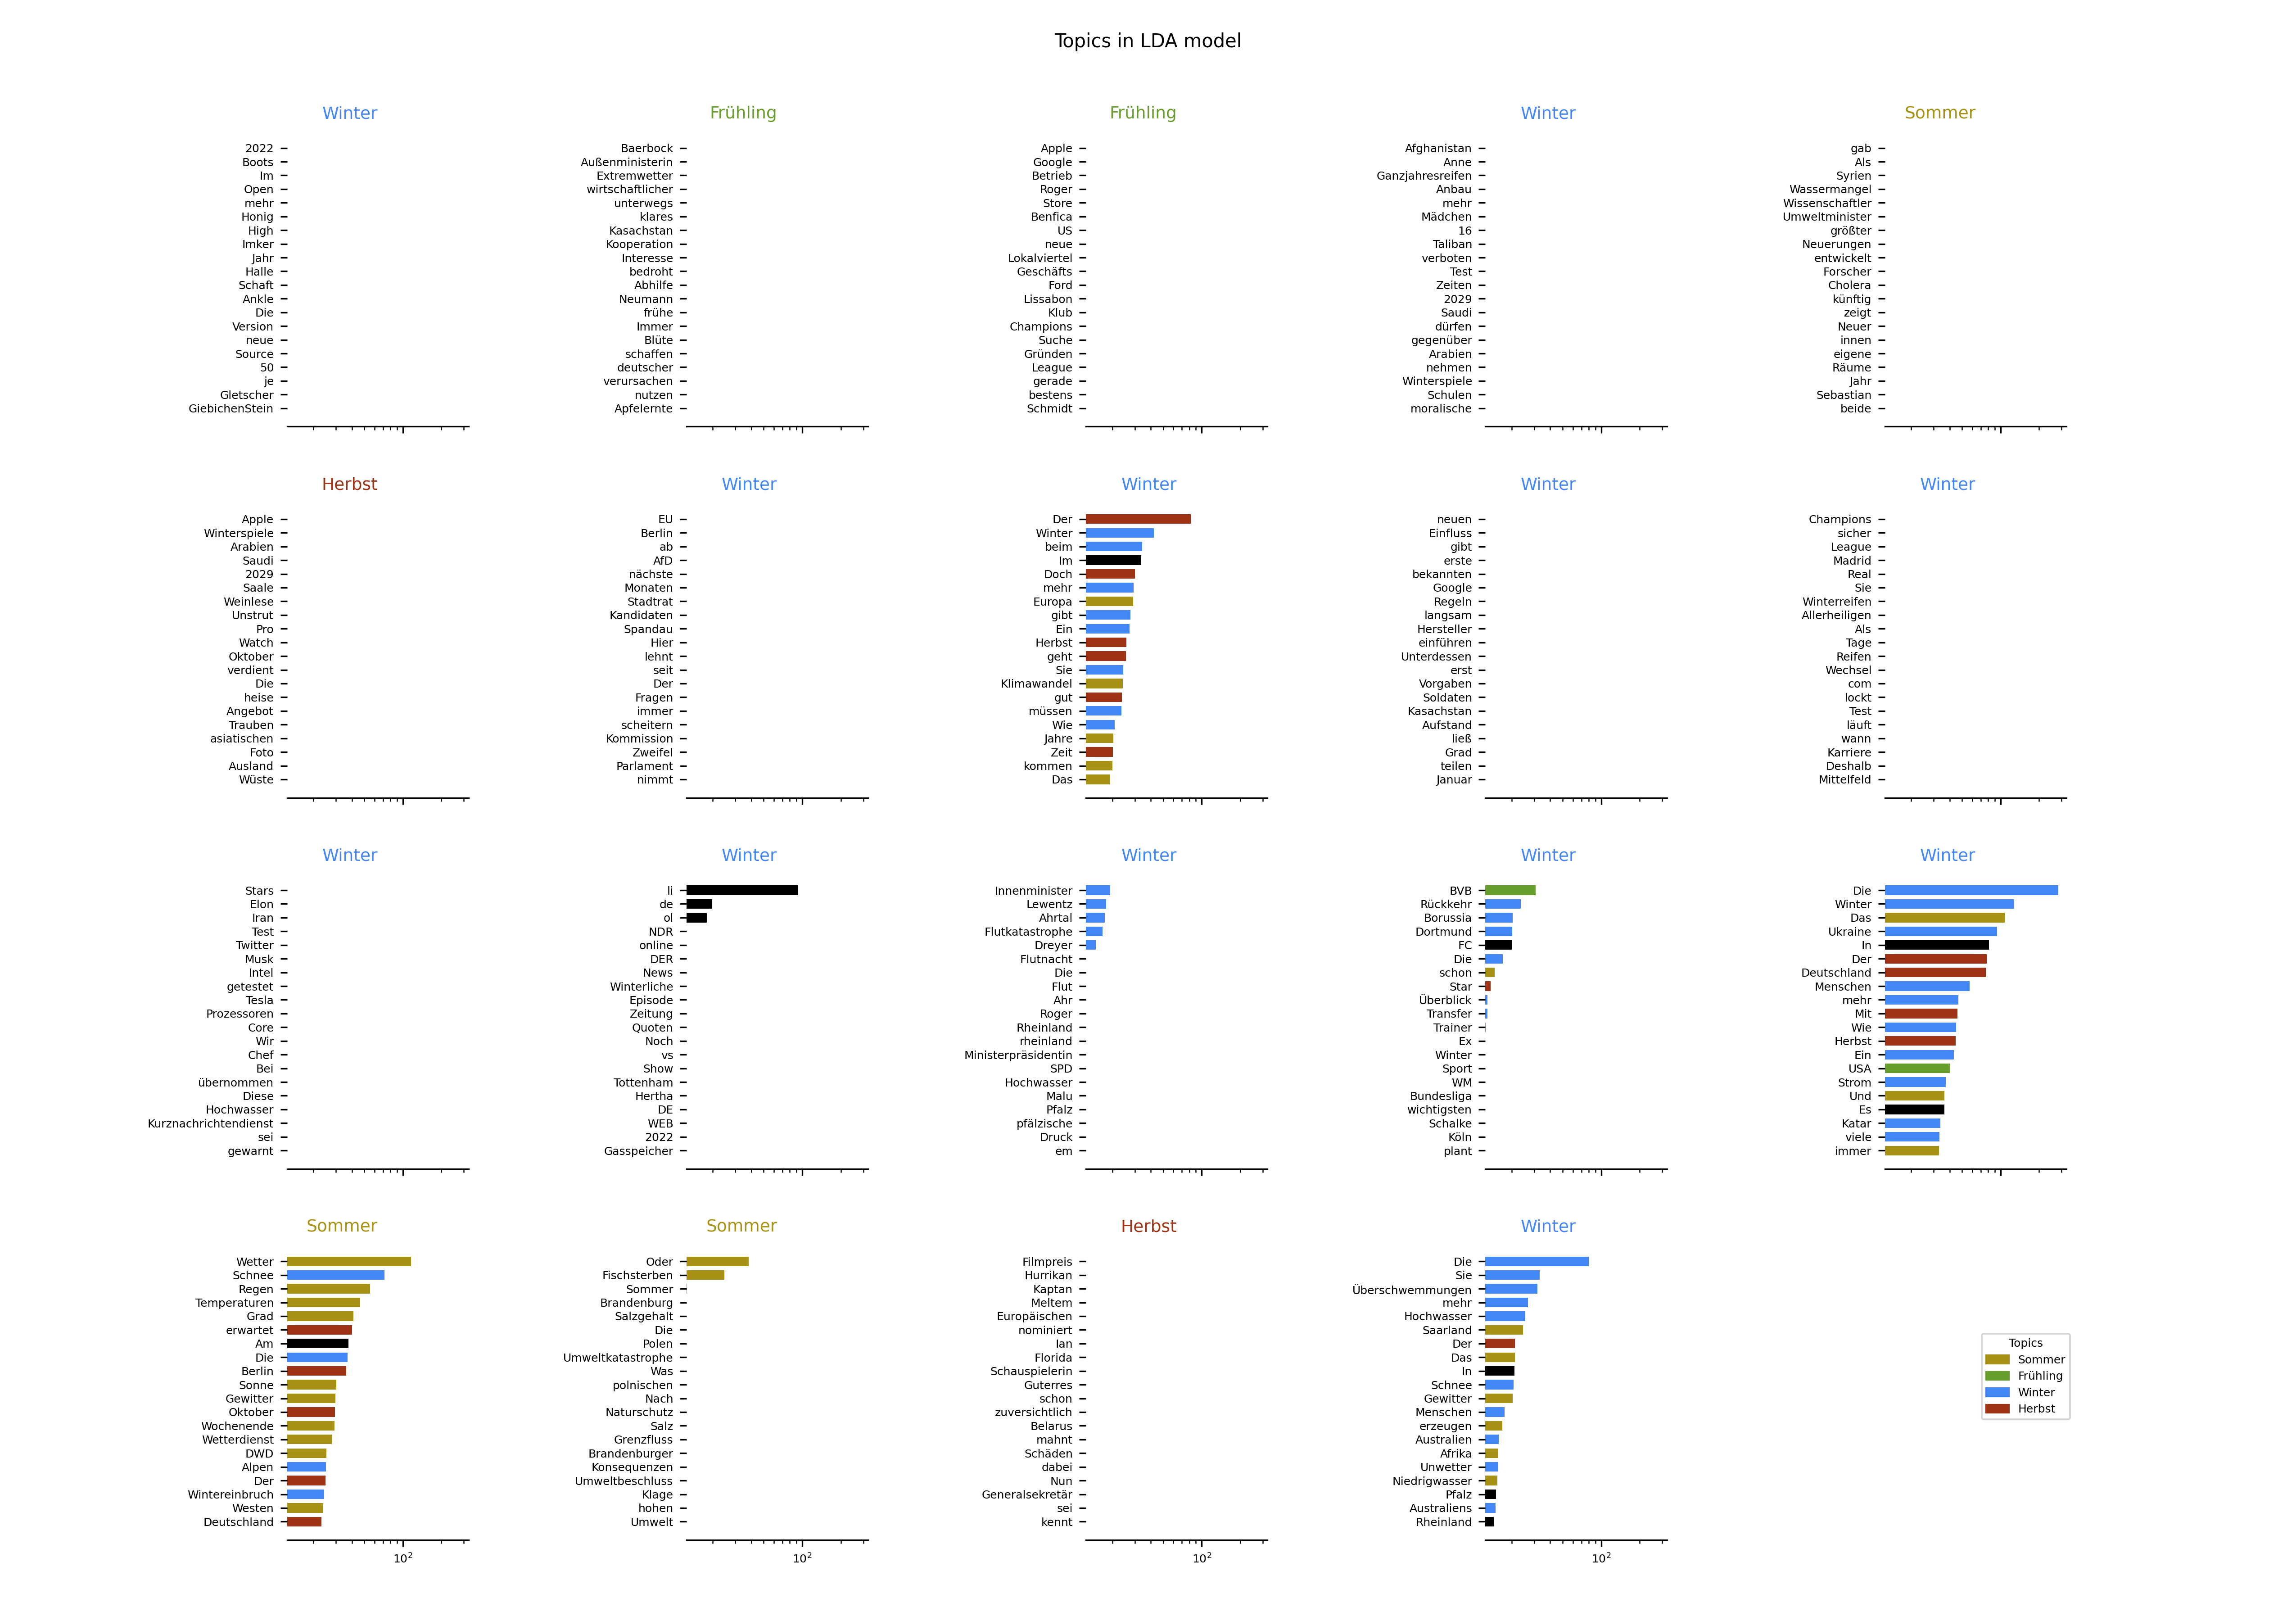 Topics in LDA model
Winter
2022
Boots
Im
Open
mehr
Honig
High
Imker
Jahr
Halle
Schaft
Ankle
Die
Version
neue
Source
50
je
Gletscher
GiebichenStein
Frühling
Baerbock
Außenministerin
Extremwetter
wirtschaftlicher
unterwegs
klares
Kasachstan
Kooperation
Interesse
bedroht
Abhilfe
Neumann
frühe
Immer
Blüte
schaffen
deutscher
verursachen
nutzen
Apfelernte
Frühling
Apple
Google
Betrieb
Roger
Store
Benfica
US
neue
Lokalviertel
Geschäfts
Ford
Lissabon
Klub
Champions
Suche
Gründen
League
gerade
bestens
Schmidt
Winter
Afghanistan
Anne
Ganzjahresreifen
Anbau
mehr
Mädchen
16
Taliban
verboten
Test
Zeiten
2029
Saudi
dürfen
gegenüber
Arabien
nehmen
Winterspiele
Schulen
moralische
Sommer
gab
Als
Syrien
Wassermangel
Wissenschaftler
Umweltminister
größter
Neuerungen
entwickelt
Forscher
Cholera
künftig
zeigt
Neuer
innen
eigene
Räume
Jahr
Sebastian
beide
Herbst
Apple
Winterspiele
Arabien
Saudi
2029
Saale
Weinlese
Unstrut
Pro
Watch
Oktober
verdient
Die
heise
Angebot
Trauben
asiatischen
Foto
Ausland
Wüste
Winter
EU
Berlin
ab
AfD
nächste
Monaten
Stadtrat
Kandidaten
Spandau
Hier
lehnt
seit
Der
Fragen
immer
scheitern
Kommission
Zweifel
Parlament
nimmt
Winter
Der
Winter
beim
Im
Doch
mehr
Europa
gibt
Ein
Herbst
geht
Sie
Klimawandel
gut
müssen
Wie
Jahre
Zeit
kommen
Das
Winter
neuen
Einfluss
gibt
erste
bekannten
Google
Regeln
langsam
Hersteller
einführen
Unterdessen
erst
Vorgaben
Soldaten
Kasachstan
Aufstand
ließ
Grad
teilen
Januar
Winter
Champions
sicher
League
Madrid
Real
Sie
Winterreifen
Allerheiligen
Als
Tage
Reifen
Wechsel
com
lockt
Test
läuft
wann
Karriere
Deshalb
Mittelfeld
Winter
Stars
Elon
Iran
Test
Twitter
Musk
Intel
getestet
Tesla
Prozessoren
Core
Wir
Chef
Bei
übernommen
Diese
Hochwasser
Kurznachrichtendienst
sei
gewarnt
Winter
li
de
ol
NDR
online
DER
News
Winterliche
Episode
Zeitung
Quoten
Noch
vs
Show
Tottenham
Hertha
DE
WEB
2022
Gasspeicher
Winter
Innenminister
Lewentz
Ahrtal
Flutkatastrophe
Dreyer
Flutnacht
Die
Flut
Ahr
Roger
Rheinland
rheinland
Ministerpräsidentin
SPD
Hochwasser
Malu
Pfalz
pfälzische
Druck
em
Winter
BVB
Rückkehr
Borussia
Dortmund
FC
Die
schon
Star
Überblick
Transfer
Trainer
Ex
Winter
Sport
WM
Bundesliga
wichtigsten
Schalke
Köln
plant
Winter
Die
Winter
Das
Ukraine
In
Der
Deutschland
Menschen
mehr
Mit
Wie
Herbst
Ein
USA
Strom
Und
Es
Katar
viele
immer
Sommer
Wetter
Schnee
Regen
Temperaturen
Grad
erwartet
Am
Die
Berlin
Sonne
Gewitter
Oktober
Wochenende
Wetterdienst
DWD
Alpen
Der
Wintereinbruch
Westen
Deutschland
10²
Sommer
Oder
Fischsterben
Sommer
Brandenburg
Salzgehalt
Die
Polen
Umweltkatastrophe
Was
polnischen
Nach
Naturschutz
Salz
Grenzfluss
Brandenburger
Konsequenzen
Umweltbeschluss
Klage
hohen
Umwelt
10²
Herbst
Filmpreis
Hurrikan
Kaptan
Meltem
Europäischen
nominiert
Ian
Florida
Schauspielerin
Guterres
schon
zuversichtlich
Belarus
mahnt
Schäden
dabei
Nun
Generalsekretär
sei
kennt
10²
Winter
Die
Sie
Überschwemmungen
mehr
Hochwasser
Saarland
Der
Das
In
Schnee
Gewitter
Menschen
erzeugen
Australien
Afrika
Unwetter
Niedrigwasser
Pfalz
Australiens
Rheinland
10²
Topics
Sommer
Frühling
Winter
Herbst